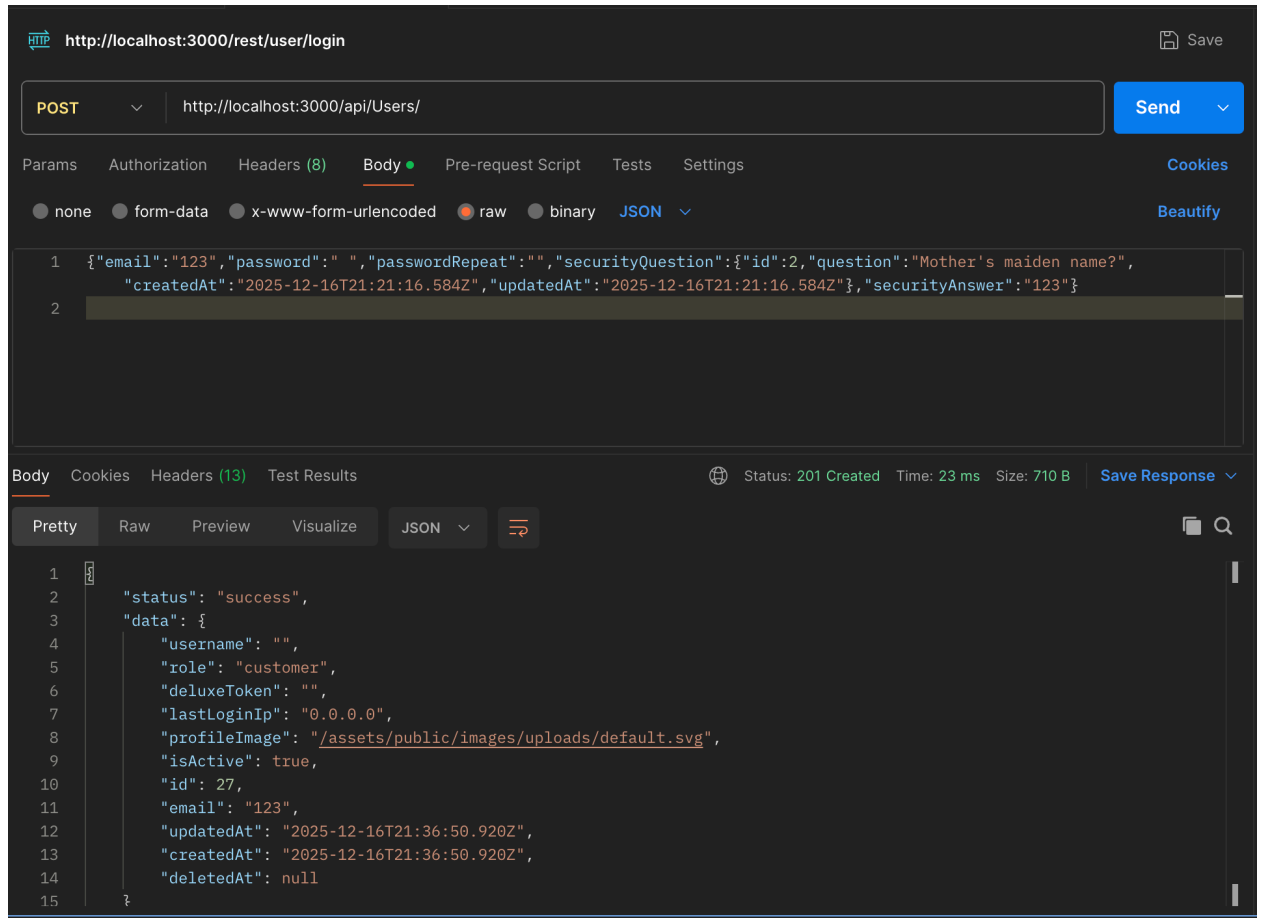 HTTP http://localhost:3000/rest/user/login Save
POST http://localhost:3000/api/Users/ Send
Params Authorization Headers (8) Body Pre-request Script Tests Settings Cookies
none form-data x-www-form-urlencoded raw binary JSON Beautify
1 {"email":"123","password":" ","passwordRepeat":"","securityQuestion":{"id":2,"question":"Mother's maiden name?",
"createdAt":"2025-12-16T21:21:16.584Z","updatedAt":"2025-12-16T21:21:16.584Z"},"securityAnswer":"123"}
2
Body Cookies Headers (13) Test Results Status: 201 Created Time: 23 ms Size: 710 B Save Response
Pretty Raw Preview Visualize JSON
1 {
2 "status": "success",
3 "data": {
4 "username": "",
5 "role": "customer",
6 "deluxeToken": "",
7 "lastLoginIp": "0.0.0.0",
8 "profileImage": "/assets/public/images/uploads/default.svg",
9 "isActive": true,
10 "id": 27,
11 "email": "123",
12 "updatedAt": "2025-12-16T21:36:50.920Z",
13 "createdAt": "2025-12-16T21:36:50.920Z",
14 "deletedAt": null
15 }